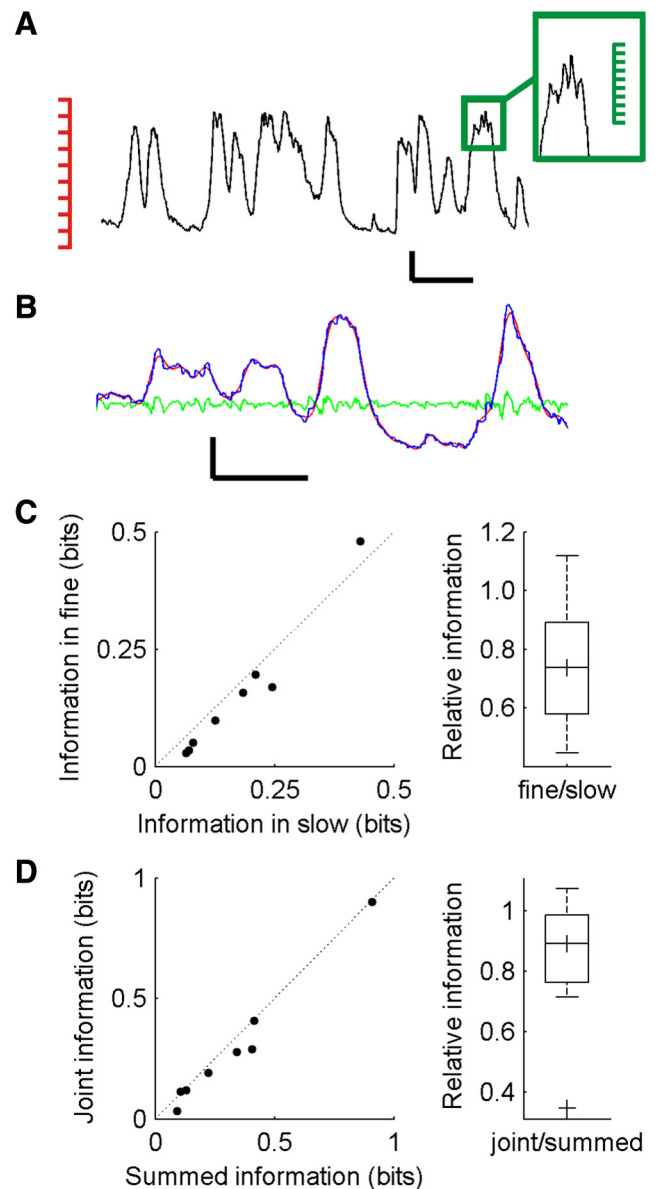 A
B
C
0.5
0.25
0
0
0.25
0.5
Information in fine (bits)
Information in slow (bits)
1.2
1.0
0.8
0.6
Relative information
fine/slow
D
1
0.5
0
0
0.5
1
Joint information (bits)
Summed information (bits)
1
0.8
0.6
0.4
Relative information
joint/summed